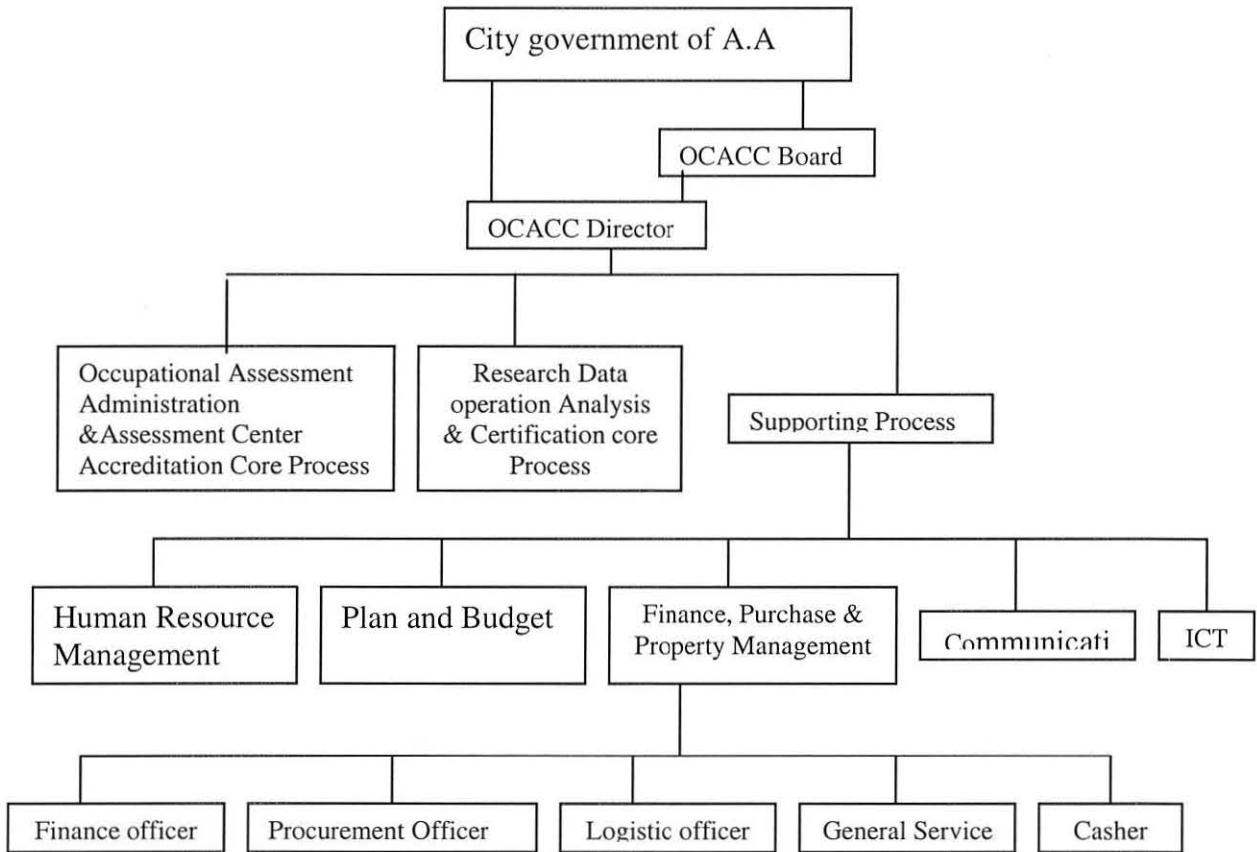 City government of A.A
OCACC Board
OCACC Director
Occupational Assessment
Administration
&Assessment Center
Accreditation Core Process
Research Data
operation Analysis
& Certification core
Process
Supporting Process
Human Resource
Management
Plan and Budget
Finance, Purchase &
Property Management
Communicati
ICT
Finance officer
Procurement Officer
Logistic officer
General Service
Casher